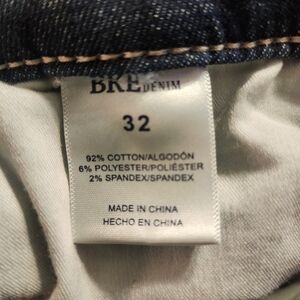 BKE DENIM
32
92% COTTON/ALGODÓN
6% POLYESTER/POLIÉSTER
2% SPANDEX/SPANDEX
MADE IN CHINA
HECHO EN CHINA